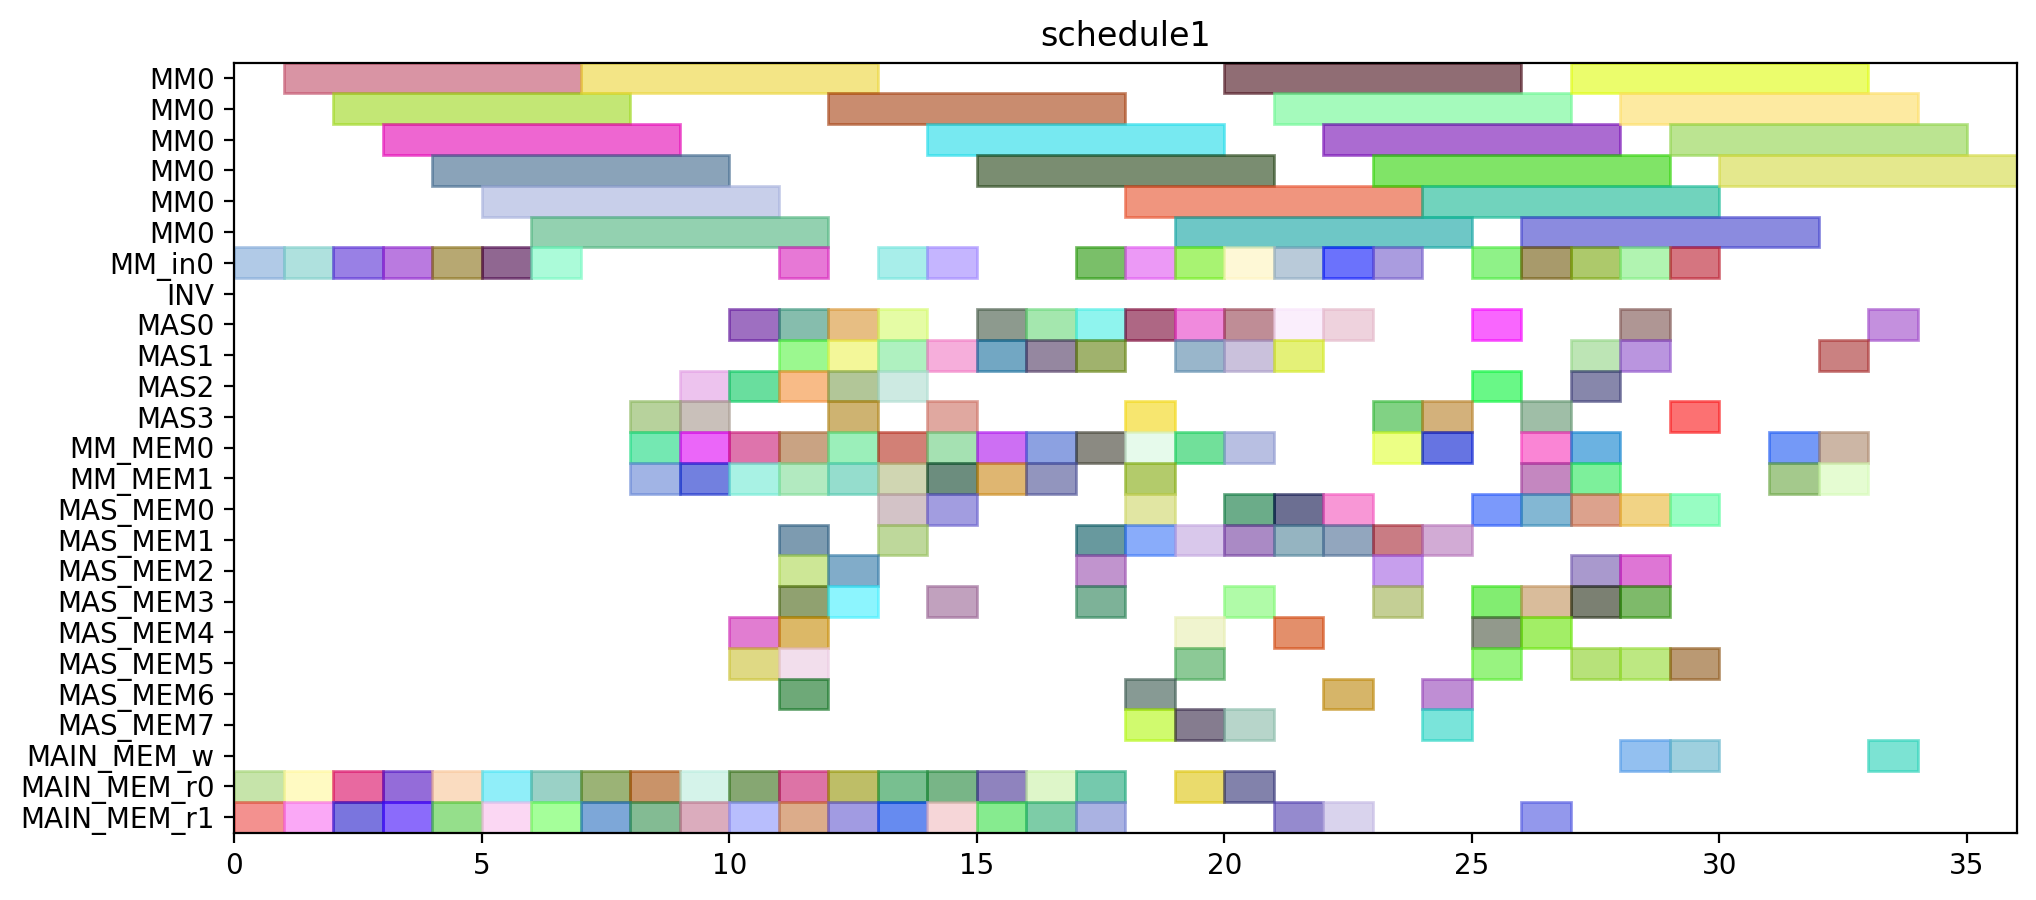 schedule1
MM0
MM0
MM0
MM0
MM0
MM0
MM_in0
INV
MAS0
MAS1
MAS2
MAS3
MM_MEM0
MM_MEM1
MAS_MEM0
MAS_MEM1
MAS_MEM2
MAS_MEM3
MAS_MEM4
MAS_MEM5
MAS_MEM6
MAS_MEM7
MAIN_MEM_w
MAIN_MEM_r0
MAIN_MEM_r1
0 5 10 15 20 25 30 35